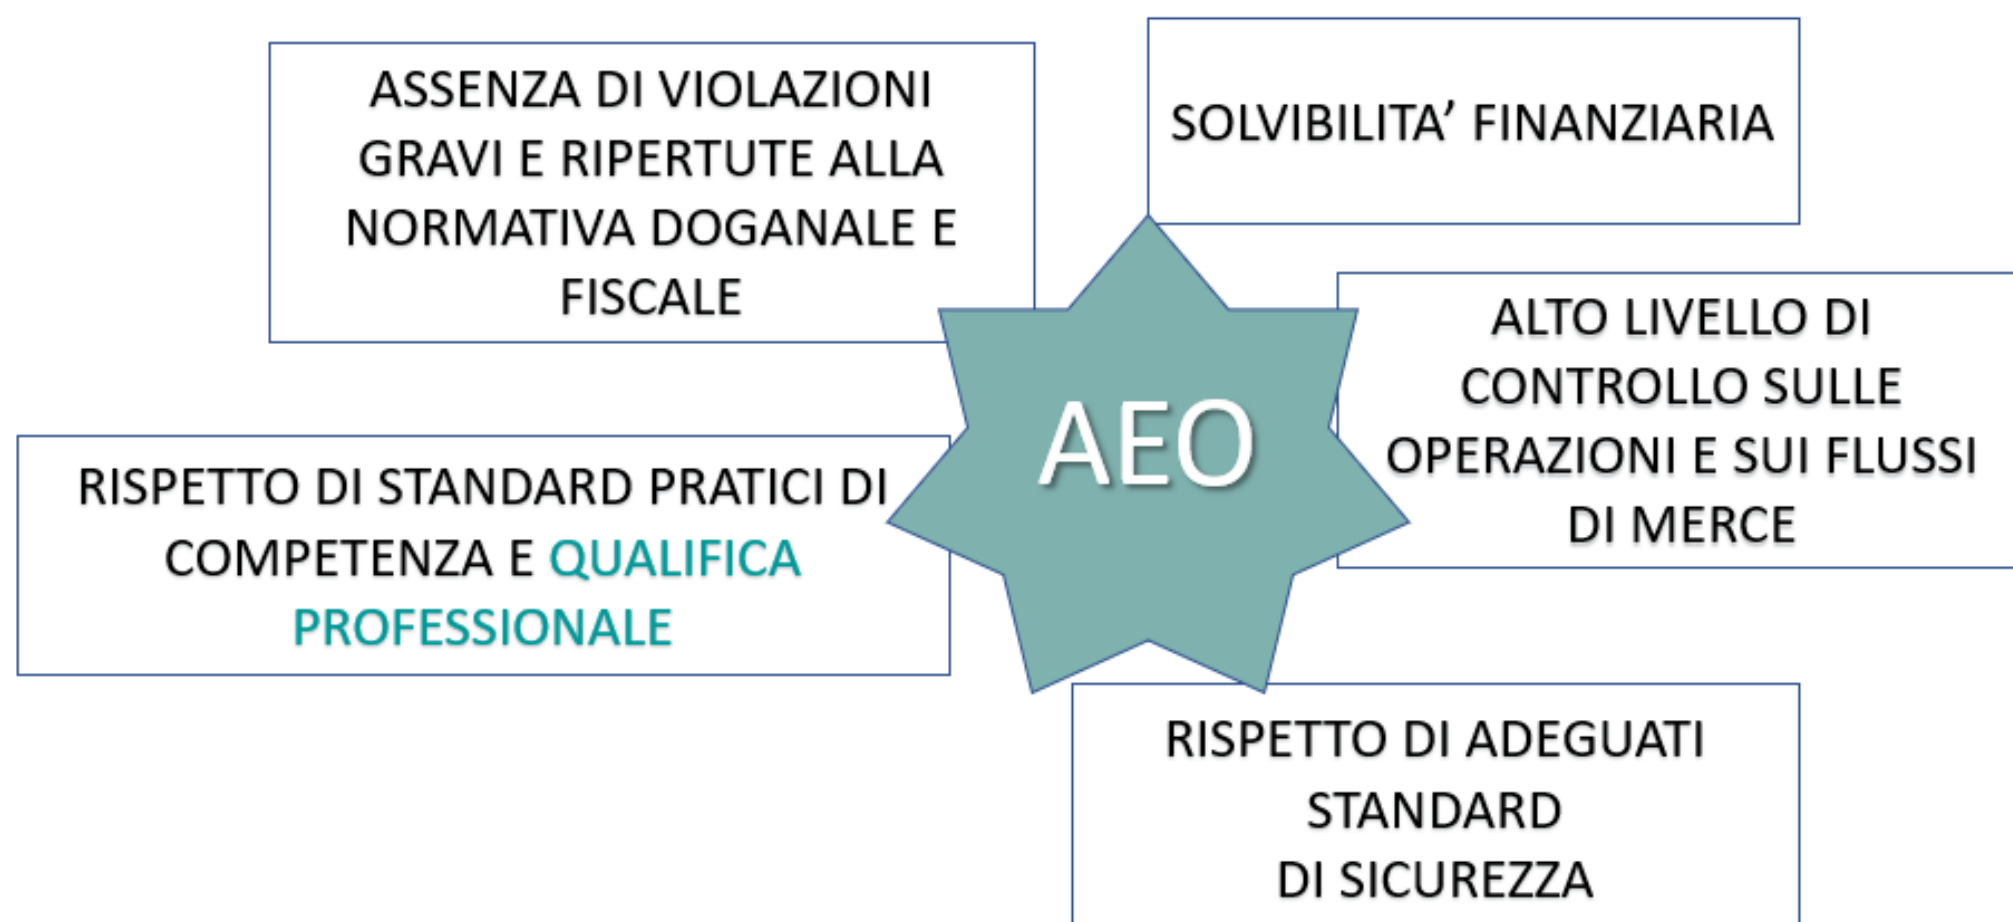 ASSENZA DI VIOLAZIONI
GRAVI E RIPERTUTE ALLA
NORMATIVA DOGANALE E
FISCALE
SOLVIBILITA’ FINANZIARIA
ALTO LIVELLO DI
CONTROLLO SULLE
OPERAZIONI E SUI FLUSSI
DI MERCE
AEO
RISPETTO DI STANDARD PRATICI DI
COMPETENZA E QUALIFICA
PROFESSIONALE
RISPETTO DI ADEGUATI
STANDARD
DI SICUREZZA